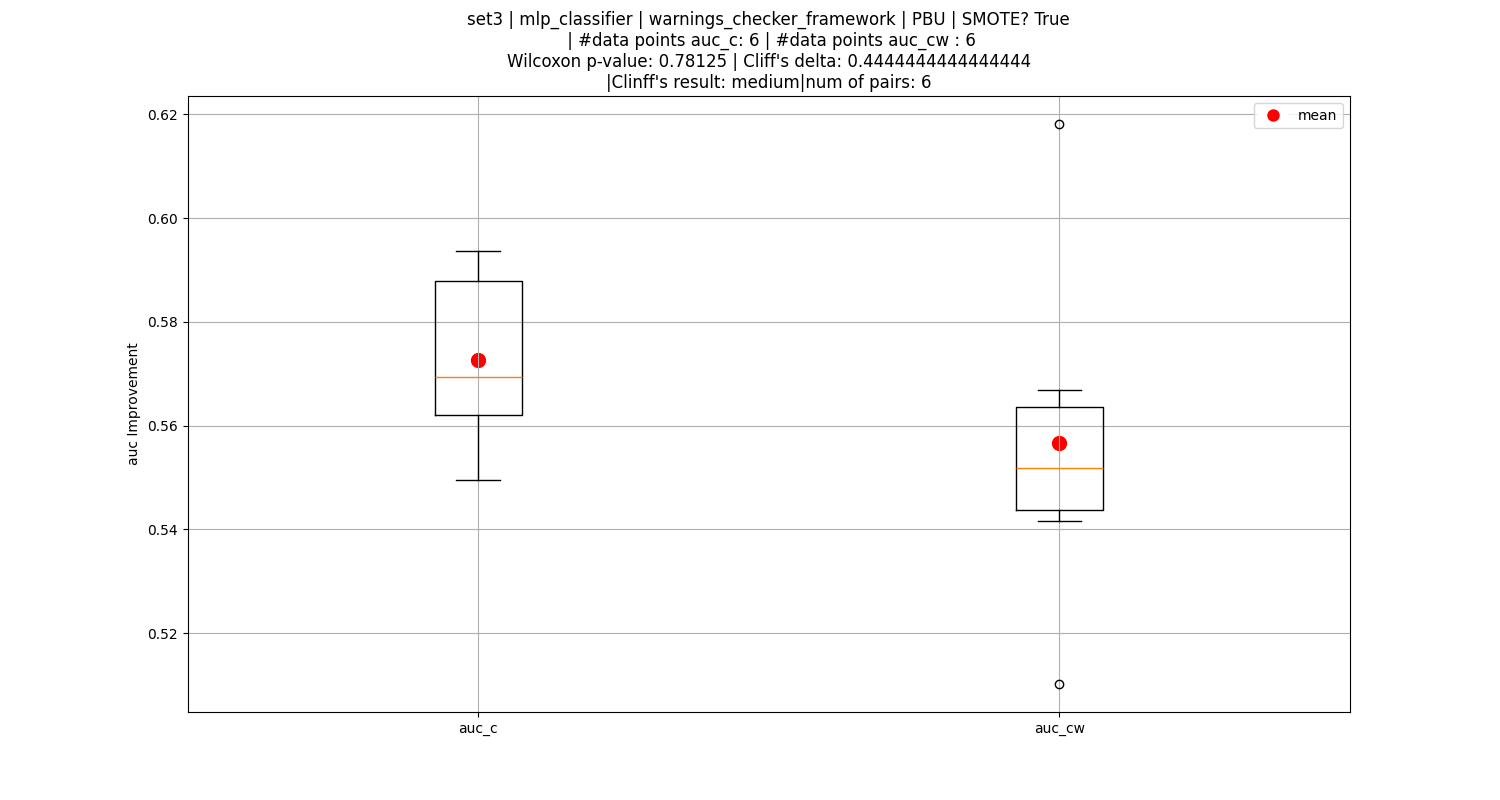 set3 | mlp_classifier | warnings_checker_framework | PBU | SMOTE? True
| #data points auc_c: 6 | #data points auc_cw : 6
Wilcoxon p-value: 0.78125 | Cliff's delta: 0.4444444444444444
|Clinff's result: medium|num of pairs: 6
mean
0.62
0.60
0.58
0.56
0.54
0.52
auc Improvement
auc_c
auc_cw